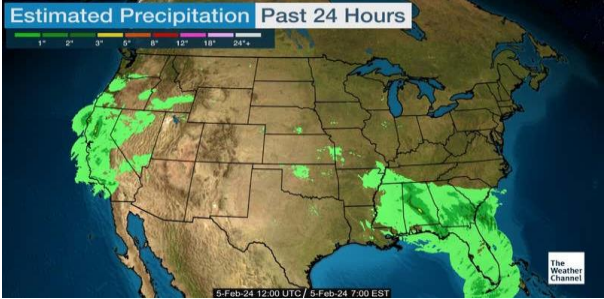 Estimated Precipitation Past 24 Hours
1" 2" 3" 5" 8" 12" 18" 24"+
The
Weather
Channel
5-Feb-24 12:00 UTC / 5-Feb-24 7:00 EST